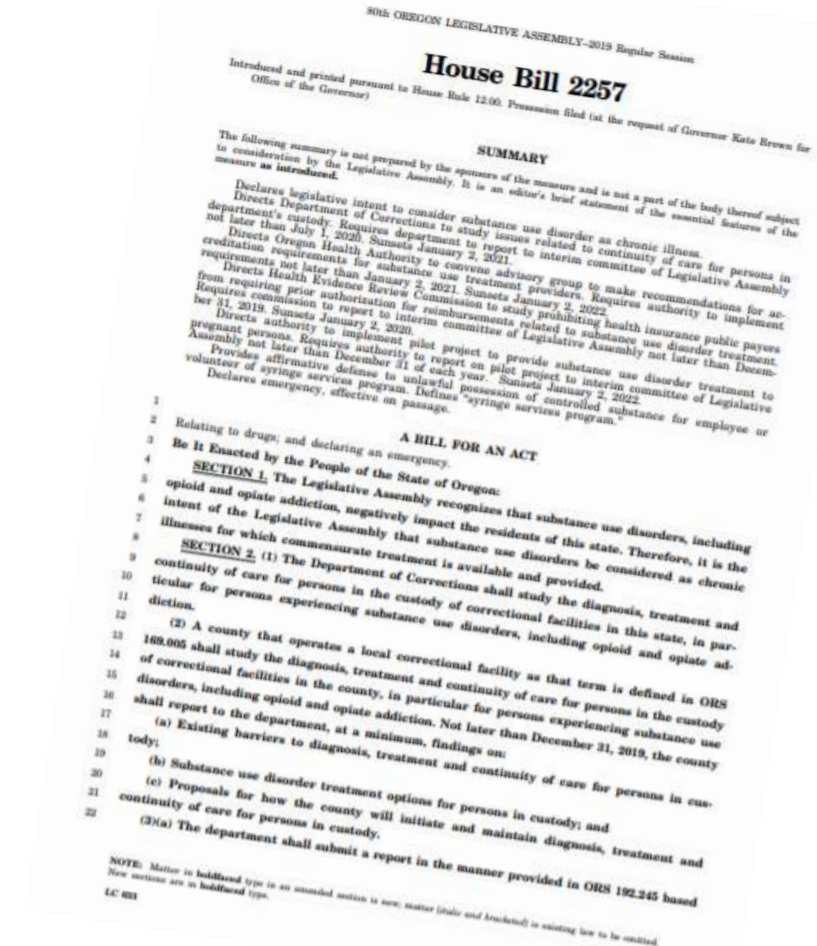 80th OREGON LEGISLATIVE ASSEMBLY--2019 Regular Session
House Bill 2257
Introduced and printed pursuant to House Rule 12.00. Presession filed (at the request of Governor Kate Brown for
Office of the Governor)
SUMMARY
The following summary is not prepared by the sponsors of the measure and is not a part of the body thereof subject
to consideration by the Legislative Assembly. It is an editor's brief statement of the essential features of the
measure as introduced.
Declares legislative intent to consider substance use disorder as chronic illness.
Directs Department of Corrections to study issues related to continuity of care for persons in
department's custody. Requires department to report to interim committee of Legislative Assembly
not later than July 1, 2020. Sunsets January 2, 2021.
Directs Oregon Health Authority to convene advisory group to make recommendations for ac-
creditation requirements for substance use treatment providers. Requires authority to implement
requirements not later than January 2, 2021. Sunsets January 2, 2022.
Directs Health Evidence Review Commission to study prohibiting health insurance public payers
from requiring prior authorization for reimbursements related to substance use disorder treatment.
Requires commission to report to interim committee of Legislative Assembly not later than Decem-
ber 31, 2019. Sunsets January 2, 2020.
Directs authority to implement pilot project to provide substance use disorder treatment to
pregnant persons. Requires authority to report on pilot project to interim committee of Legislative
Assembly not later than December 31 of each year. Sunsets January 2, 2022.
Provides affirmative defense to unlawful possession of controlled substance for employee or
volunteer of syringe services program. Defines "syringe services program."
Declares emergency, effective on passage.
1 A BILL FOR AN ACT
2 Relating to drugs; and declaring an emergency.
3 Be It Enacted by the People of the State of Oregon:
4 SECTION 1. The Legislative Assembly recognizes that substance use disorders, including
5 opioid and opiate addiction, negatively impact the residents of this state. Therefore, it is the
6 intent of the Legislative Assembly that substance use disorders be considered as chronic
7 illnesses for which commensurate treatment is available and provided.
8 SECTION 2. (1) The Department of Corrections shall study the diagnosis, treatment and
9 continuity of care for persons in the custody of correctional facilities in this state, in par-
10 ticular for persons experiencing substance use disorders, including opioid and opiate ad-
11 diction.
12 (2) A county that operates a local correctional facility as that term is defined in ORS
13 169.005 shall study the diagnosis, treatment and continuity of care for persons in the custody
14 of correctional facilities in the county, in particular for persons experiencing substance use
15 disorders, including opioid and opiate addiction. Not later than December 31, 2019, the county
16 shall report to the department, at a minimum, findings on:
17 (a) Existing barriers to diagnosis, treatment and continuity of care for persons in cus-
18 tody;
19 (b) Substance use disorder treatment options for persons in custody; and
20 (c) Proposals for how the county will initiate and maintain diagnosis, treatment and
21 continuity of care for persons in custody.
22 (3)(a) The department shall submit a report in the manner provided in ORS 192.245 based
NOTE: Matter in boldfaced type in an amended section is new; matter [italic and bracketed] is existing law to be omitted.
New sections are in boldfaced type.
LC